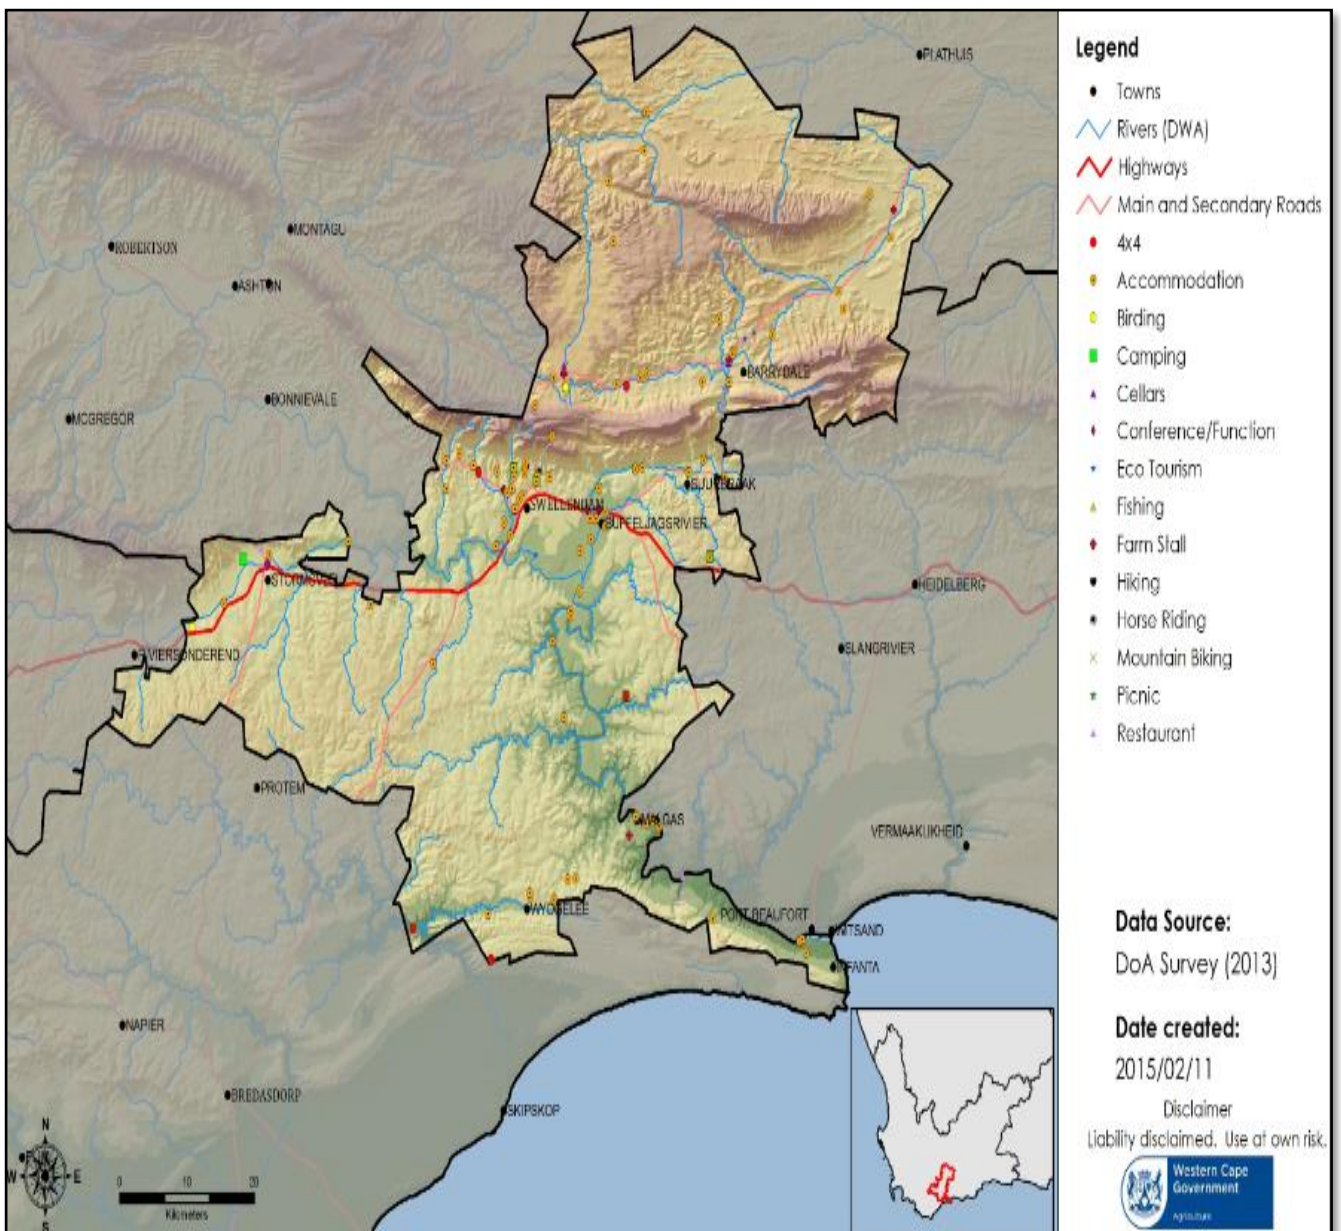 PLATHUIS
MONTAGU
ROBERTSON
ASHTON
BARRYDALE
BONNIEVALE
MCGREGOR
SUURBRAAK
SWELLENDAM
BUFFELJAGSRIVIER
HEIDELBERG
SLANGRIVIER
PROTEM
MALGAS
VERMAAKLIKHEID
WYDGELEE
PORT BEAUFORT
WITSAND
INFANTA
NAPIER
BREDASDORP
SKIPSKOP
N
W
E
S
0 10 20
Kilometers
Legend
Towns
Rivers (DWA)
Highways
Main and Secondary Roads
4x4
Accommodation
Birding
Camping
Cellars
Conference/Function
Eco Tourism
Fishing
Farm Stall
Hiking
Horse Riding
Mountain Biking
Picnic
Restaurant
Data Source:
DoA Survey (2013)
Date created:
2015/02/11
Disclaimer
Liability disclaimed. Use at own risk.
Western Cape
Government
Agriculture